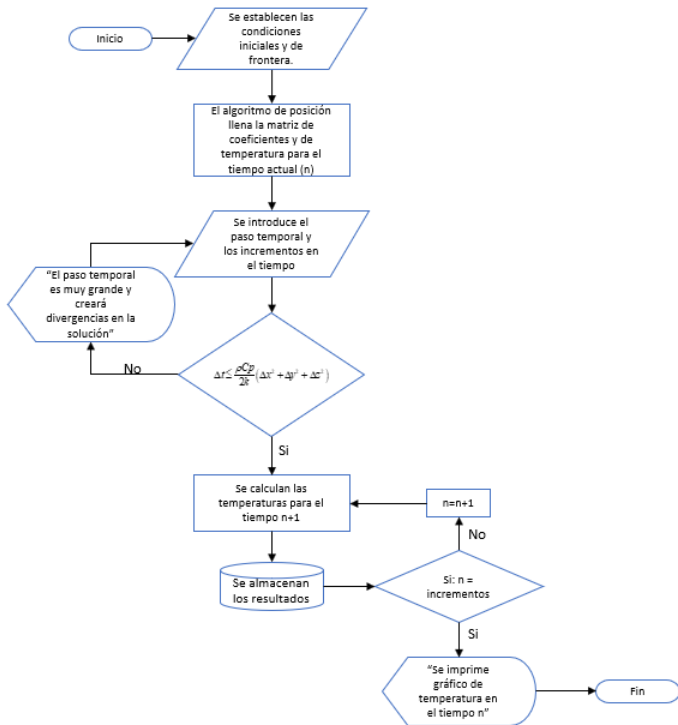 Inicio
Se establecen las
condiciones
iniciales y de
frontera.
El algoritmo de posición
llena la matriz de
coeficientes y de
temperatura para el
tiempo actual (n)
Se introduce el
paso temporal y
los incrementos en
el tiempo
"El paso temporal
es muy grande y
creará
divergencias en la
solución"
No
Δt ≤ ρCp/2k (Δx² + Δy² + Δz²)
Si
Se calculan las
temperaturas para el
tiempo n+1
n=n+1
No
Se almacenan
los resultados
Si: n =
incrementos
Si
"Se imprime
gráfico de
temperatura en
el tiempo n"
Fin